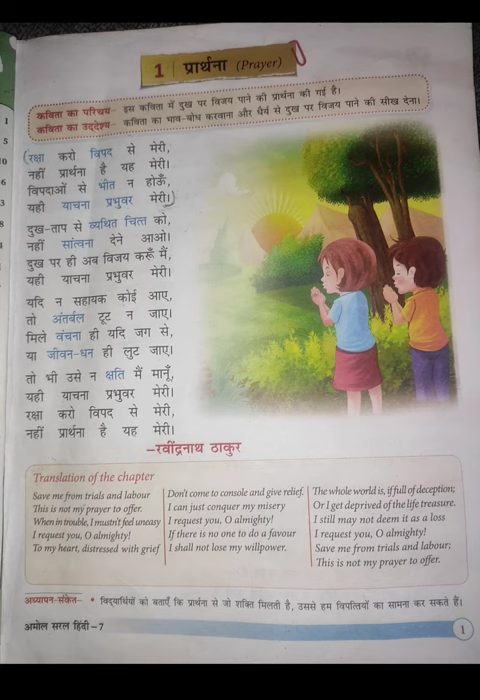 1 प्रार्थना (Prayer)
कविता का परिचय– इस कविता में दुख पर विजय पाने की प्रार्थना की गई है।
कविता का उद्देश्य– कविता का भाव-बोध करवाना और धैर्य से दुख पर विजय पाने की सीख देना।
रक्षा करो विपद से मेरी,
नहीं प्रार्थना है यह मेरी।
विपदाओं से भीत न होऊँ,
यही याचना प्रभुवर मेरी।
दुख-ताप से व्यथित चित्त को,
नहीं सांत्वना देने आओ।
दुख पर ही अब विजय करूँ मैं,
यही याचना प्रभुवर मेरी।
यदि न सहायक कोई आए,
तो अंतर्बल टूट न जाए।
मिले वंचना ही यदि जग से,
या जीवन-धन ही लुट जाए।
तो भी उसे न क्षति मैं मानूँ,
यही याचना प्रभुवर मेरी।
रक्षा करो विपद से मेरी,
नहीं प्रार्थना है यह मेरी।
–रवींद्रनाथ ठाकुर
Translation of the chapter
Save me from trials and labour
This is not my prayer to offer.
When in trouble, I mustn't feel uneasy
I request you, O almighty!
To my heart, distressed with grief
Don't come to console and give relief.
I can just conquer my misery
I request you, O almighty!
If there is no one to do a favour
I shall not lose my willpower.
The whole world is, if full of deception;
Or I get deprived of the life treasure.
I still may not deem it as a loss
I request you, O almighty!
Save me from trials and labour;
This is not my prayer to offer.
अध्यापन-संकेत– • विद्यार्थियों को बताएँ कि प्रार्थना से जो शक्ति मिलती है, उससे हम विपत्तियों का सामना कर सकते हैं।
अमोल सरल हिंदी–7
1